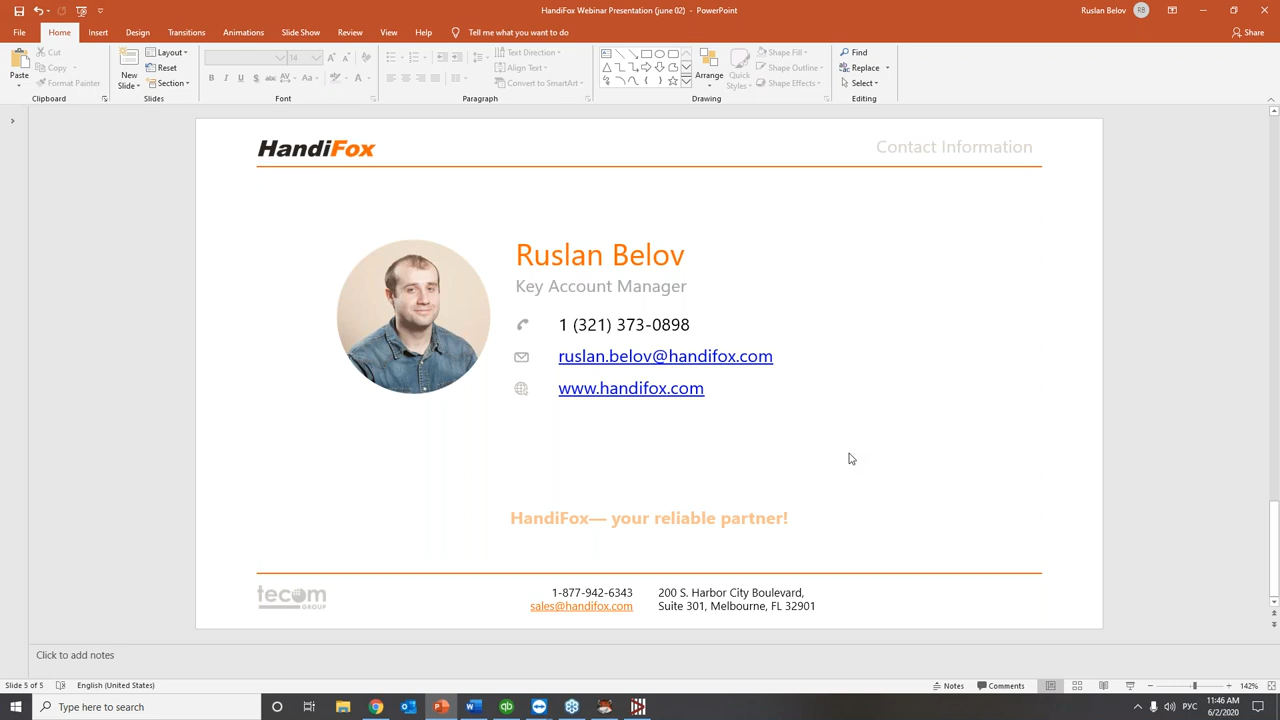 HandiFox Webinar Presentation (june 02) - PowerPoint
Ruslan Belov RB
File Home Insert Design Transitions Animations Slide Show Review View Help Tell me what you want to do Share
Paste
Cut
Copy
Format Painter
Clipboard
New Slide
Layout
Reset
Section
Slides
14
B I U S abc AV Aa A
Font
Text Direction
Align Text
Convert to SmartArt
Paragraph
Arrange
Quick Styles
Shape Fill
Shape Outline
Shape Effects
Drawing
Find
Replace
Select
Editing
HandiFox
Contact Information
Ruslan Belov
Key Account Manager
1 (321) 373-0898
ruslan.belov@handifox.com
www.handifox.com
HandiFox— your reliable partner!
tecom
GROUP
1-877-942-6343
sales@handifox.com
200 S. Harbor City Boulevard,
Suite 301, Melbourne, FL 32901
Click to add notes
Slide 5 of 5 English (United States) Notes Comments 142%
Type here to search
РУС
11:46 AM
6/2/2020